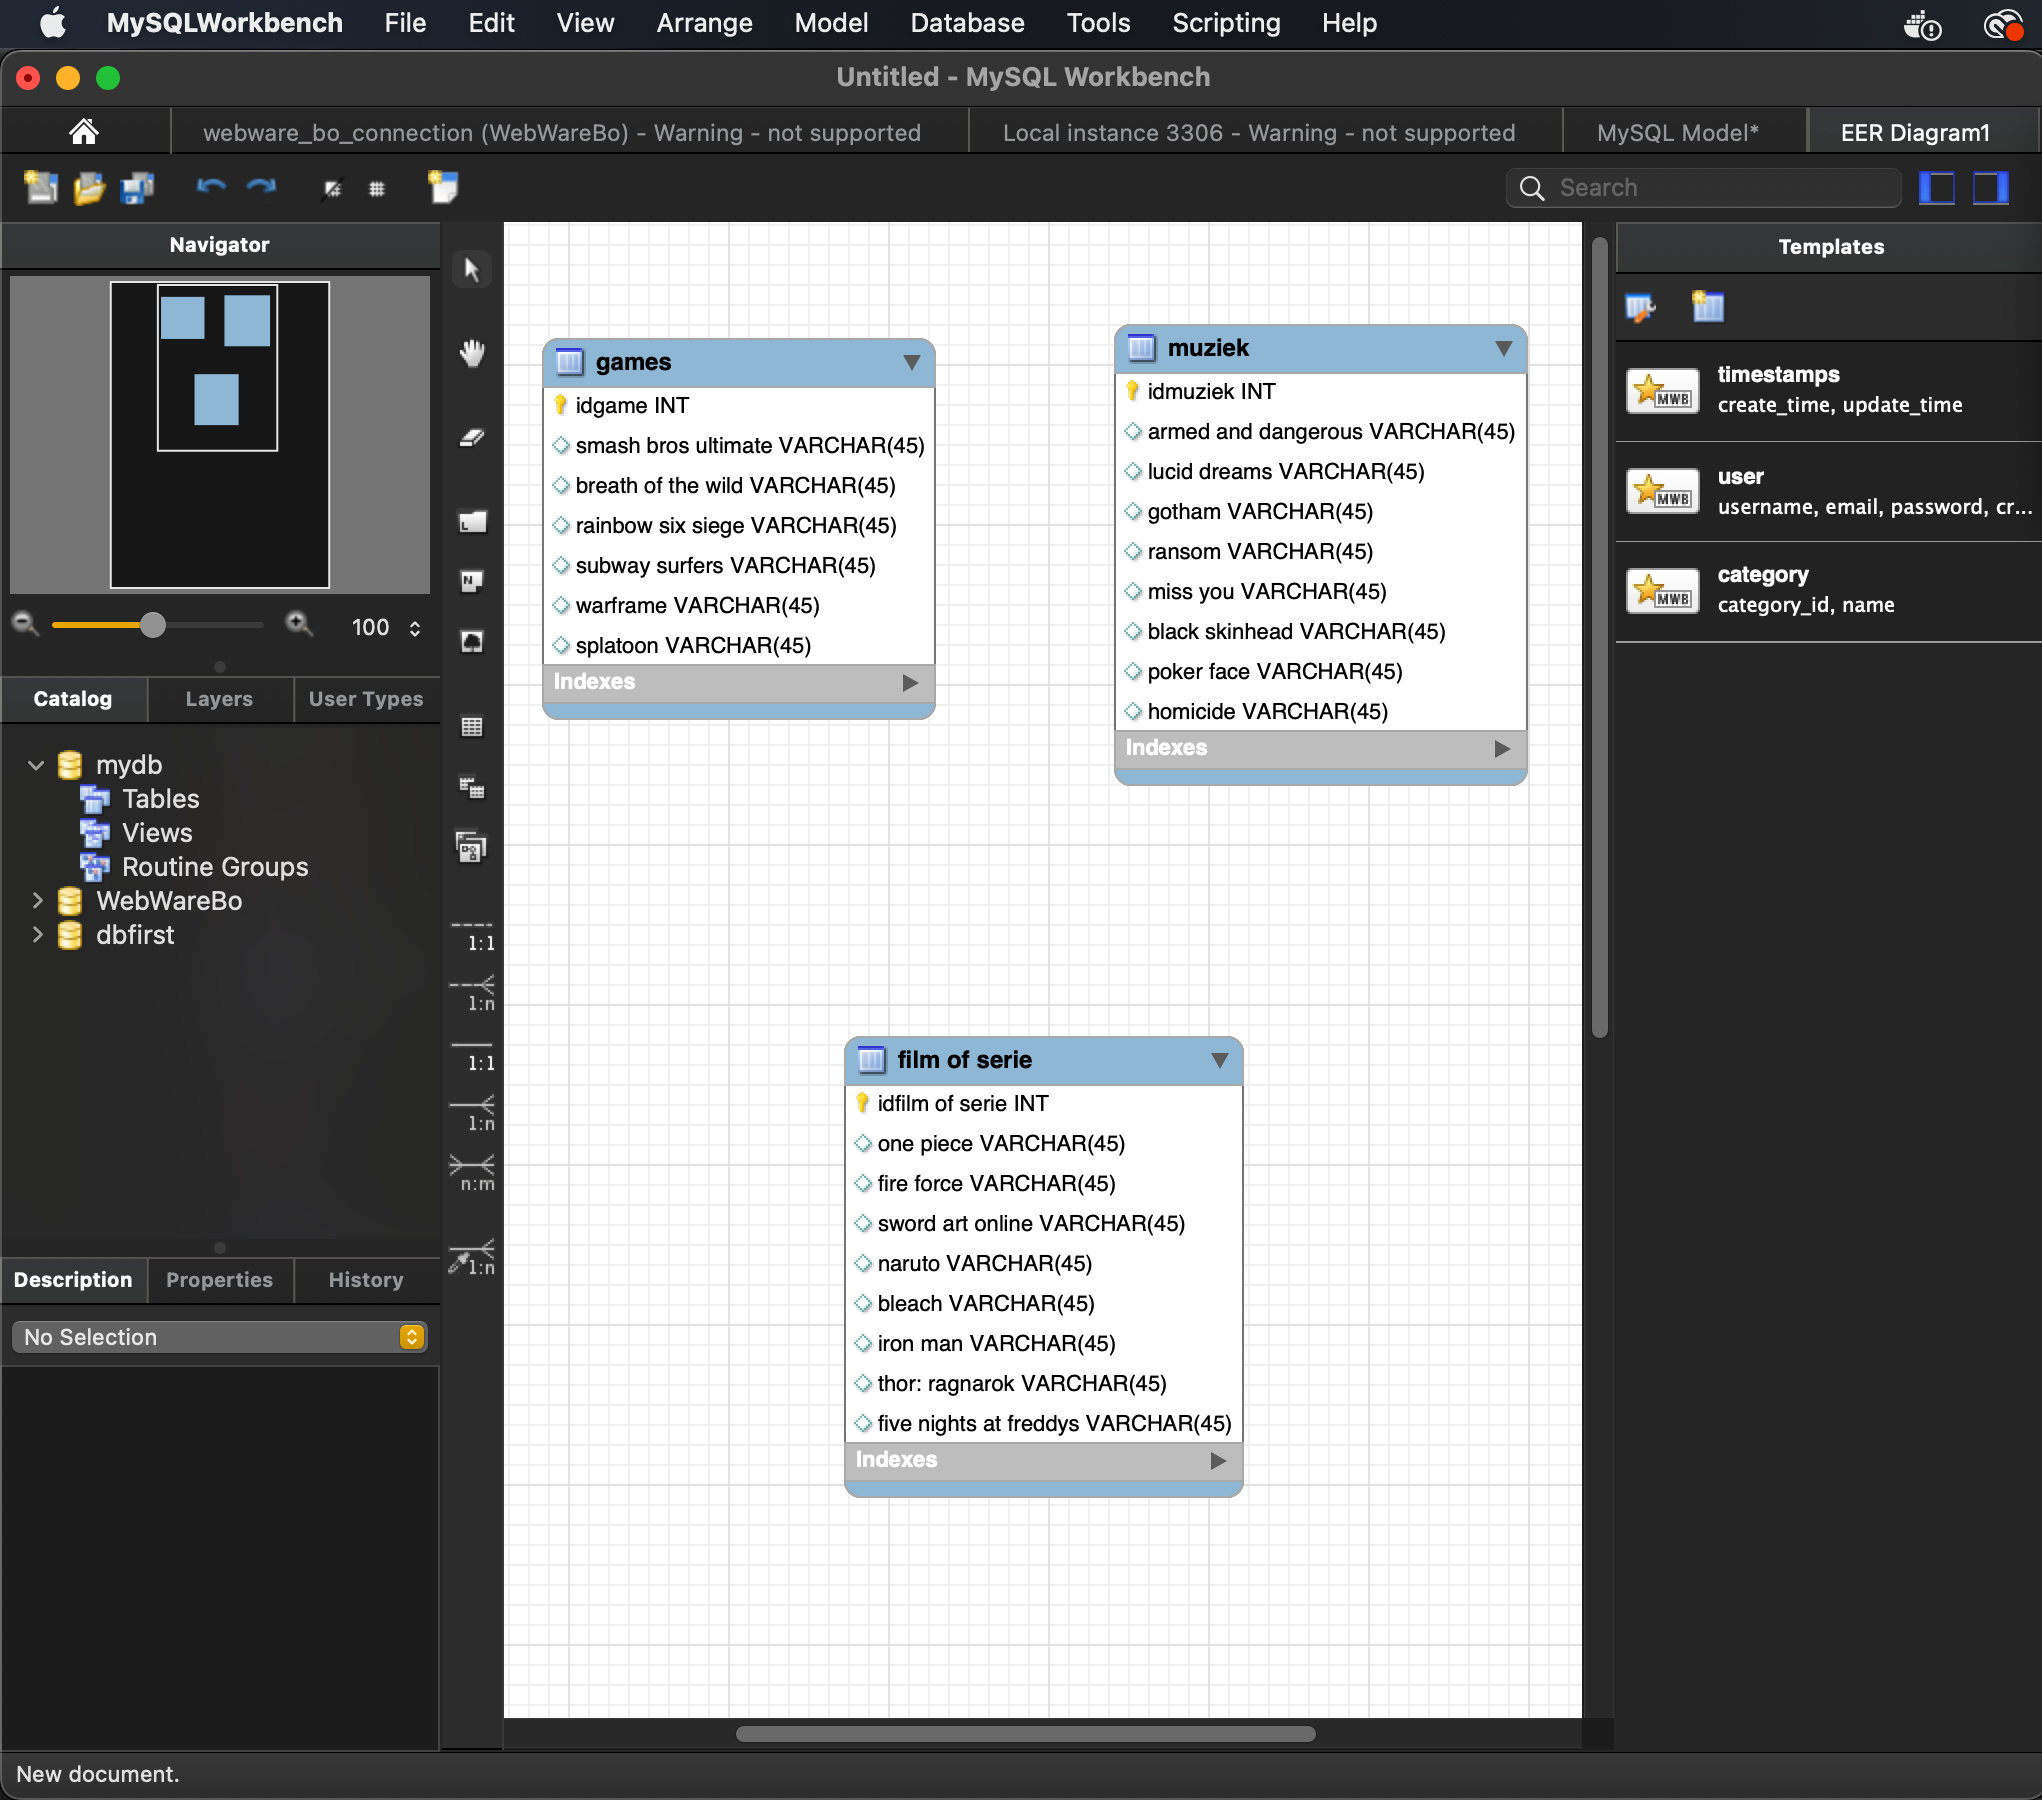 MySQLWorkbench File Edit View Arrange Model Database Tools Scripting Help
Untitled - MySQL Workbench
webware_bo_connection (WebWareBo) - Warning - not supported
Local instance 3306 - Warning - not supported
MySQL Model*
EER Diagram1
Search
Navigator
100
Catalog Layers User Types
mydb
Tables
Views
Routine Groups
WebWareBo
dbfirst
Description Properties History
No Selection
L
N
1:1
1:n
1:1
1:n
n:m
1:n
games
idgame INT
smash bros ultimate VARCHAR(45)
breath of the wild VARCHAR(45)
rainbow six siege VARCHAR(45)
subway surfers VARCHAR(45)
warframe VARCHAR(45)
splatoon VARCHAR(45)
Indexes
muziek
idmuziek INT
armed and dangerous VARCHAR(45)
lucid dreams VARCHAR(45)
gotham VARCHAR(45)
ransom VARCHAR(45)
miss you VARCHAR(45)
black skinhead VARCHAR(45)
poker face VARCHAR(45)
homicide VARCHAR(45)
Indexes
film of serie
idfilm of serie INT
one piece VARCHAR(45)
fire force VARCHAR(45)
sword art online VARCHAR(45)
naruto VARCHAR(45)
bleach VARCHAR(45)
iron man VARCHAR(45)
thor: ragnarok VARCHAR(45)
five nights at freddys VARCHAR(45)
Indexes
Templates
MWB
timestamps
create_time, update_time
MWB
user
username, email, password, cr...
MWB
category
category_id, name
New document.